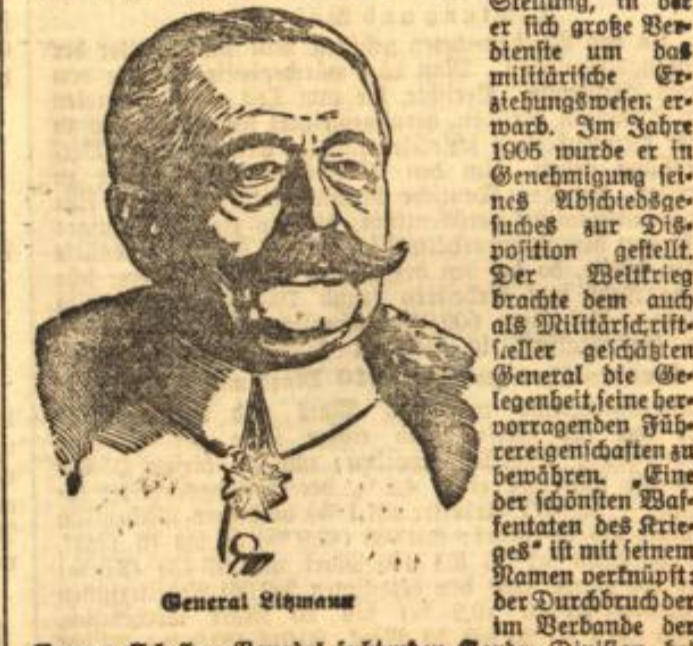 Stellung, in der
er sich große Ver-
dienste um das
militärische Er-
ziehungswesen er-
warb. Im Jahre
1905 wurde er in
Genehmigung sei-
nes Abschiedsge-
suches zur Dis-
position gestellt.
Der Weltkrieg
brachte dem auch
als Militärschrift-
steller geschätzten
General die Ge-
legenheit, seine her-
vorragenden Füh-
rereigenschaften zu
bewähren. „Eine
der schönsten Waf-
fentaten des Krie-
ges“ ist mit seinem
Namen verknüpft:
der Durchbruch der
im Verbande der
General Litzmann